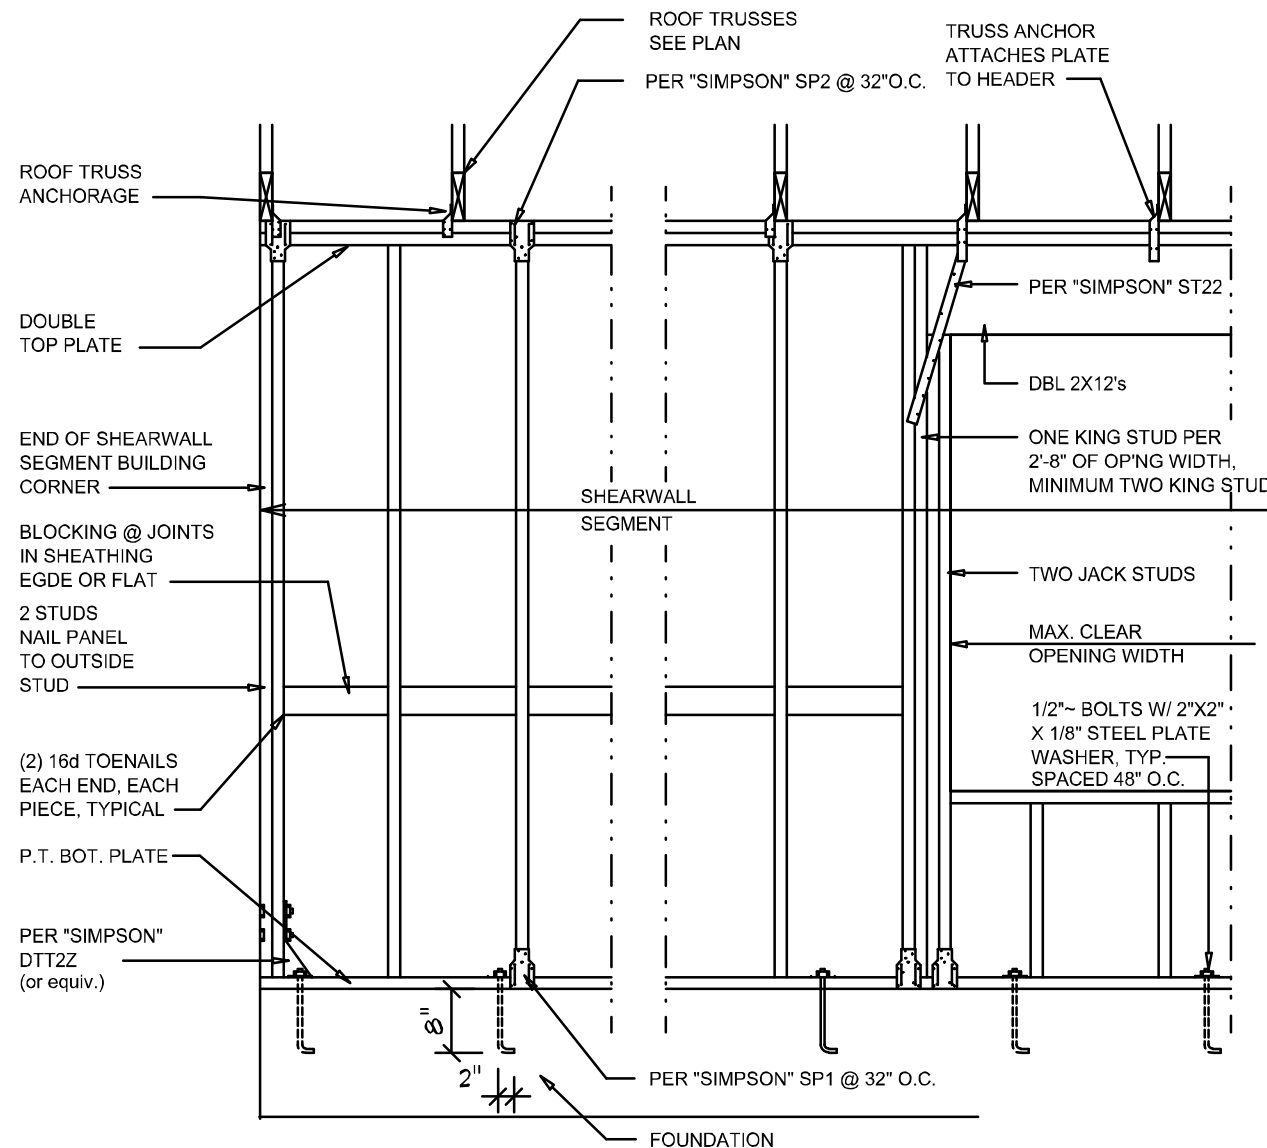 ROOF TRUSSES
SEE PLAN
PER "SIMPSON" SP2 @ 32"O.C.
TRUSS ANCHOR
ATTACHES PLATE
TO HEADER
ROOF TRUSS
ANCHORAGE
DOUBLE
TOP PLATE
PER "SIMPSON" ST22
DBL 2X12's
END OF SHEARWALL
SEGMENT BUILDING
CORNER
ONE KING STUD PER
2'-8" OF OP'NG WIDTH,
MINIMUM TWO KING STUD
SHEARWALL
SEGMENT
BLOCKING @ JOINTS
IN SHEATHING
EGDE OR FLAT
TWO JACK STUDS
2 STUDS
NAIL PANEL
TO OUTSIDE
STUD
MAX. CLEAR
OPENING WIDTH
1/2"~ BOLTS W/ 2"X2"
X 1/8" STEEL PLATE
WASHER, TYP.
SPACED 48" O.C.
(2) 16d TOENAILS
EACH END, EACH
PIECE, TYPICAL
P.T. BOT. PLATE
PER "SIMPSON"
DTT2Z
(or equiv.)
8"
2"
PER "SIMPSON" SP1 @ 32" O.C.
FOUNDATION